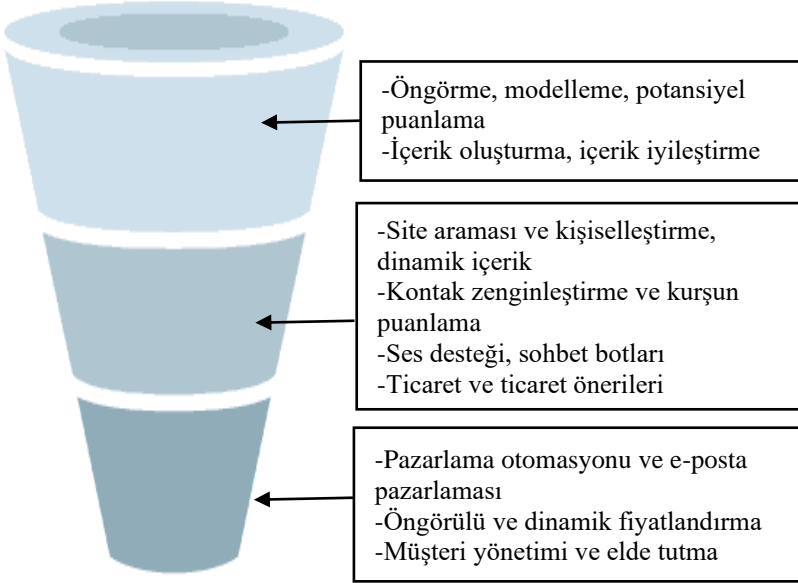 -Öngörme, modelleme, potansiyel
puanlama
-İçerik oluşturma, içerik iyileştirme
-Site araması ve kişiselleştirme,
dinamik içerik
-Kontak zenginleştirme ve kurşun
puanlama
-Ses desteği, sohbet botları
-Ticaret ve ticaret önerileri
-Pazarlama otomasyonu ve e-posta
pazarlaması
-Öngörülü ve dinamik fiyatlandırma
-Müşteri yönetimi ve elde tutma